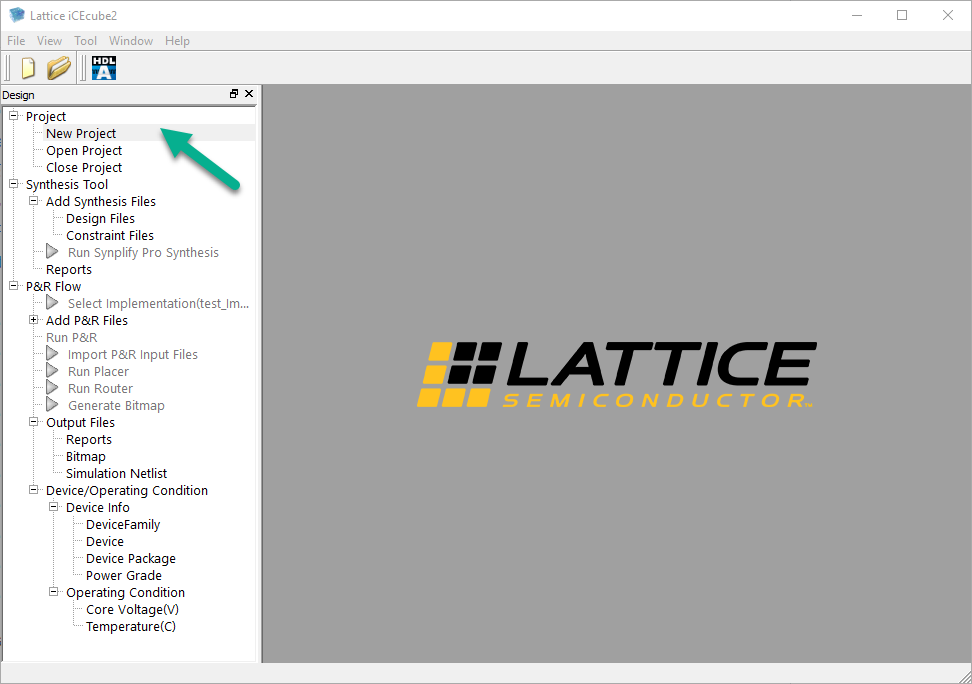 Lattice iCEcube2
File View Tool Window Help
HDL
A
Design
Project
New Project
Open Project
Close Project
Synthesis Tool
Add Synthesis Files
Design Files
Constraint Files
Run Synplify Pro Synthesis
Reports
P&R Flow
Select Implementation(test_Im...
Add P&R Files
Run P&R
Import P&R Input Files
Run Placer
Run Router
Generate Bitmap
Output Files
Reports
Bitmap
Simulation Netlist
Device/Operating Condition
Device Info
DeviceFamily
Device
Device Package
Power Grade
Operating Condition
Core Voltage(V)
Temperature(C)
LATTICE
SEMICONDUCTOR™